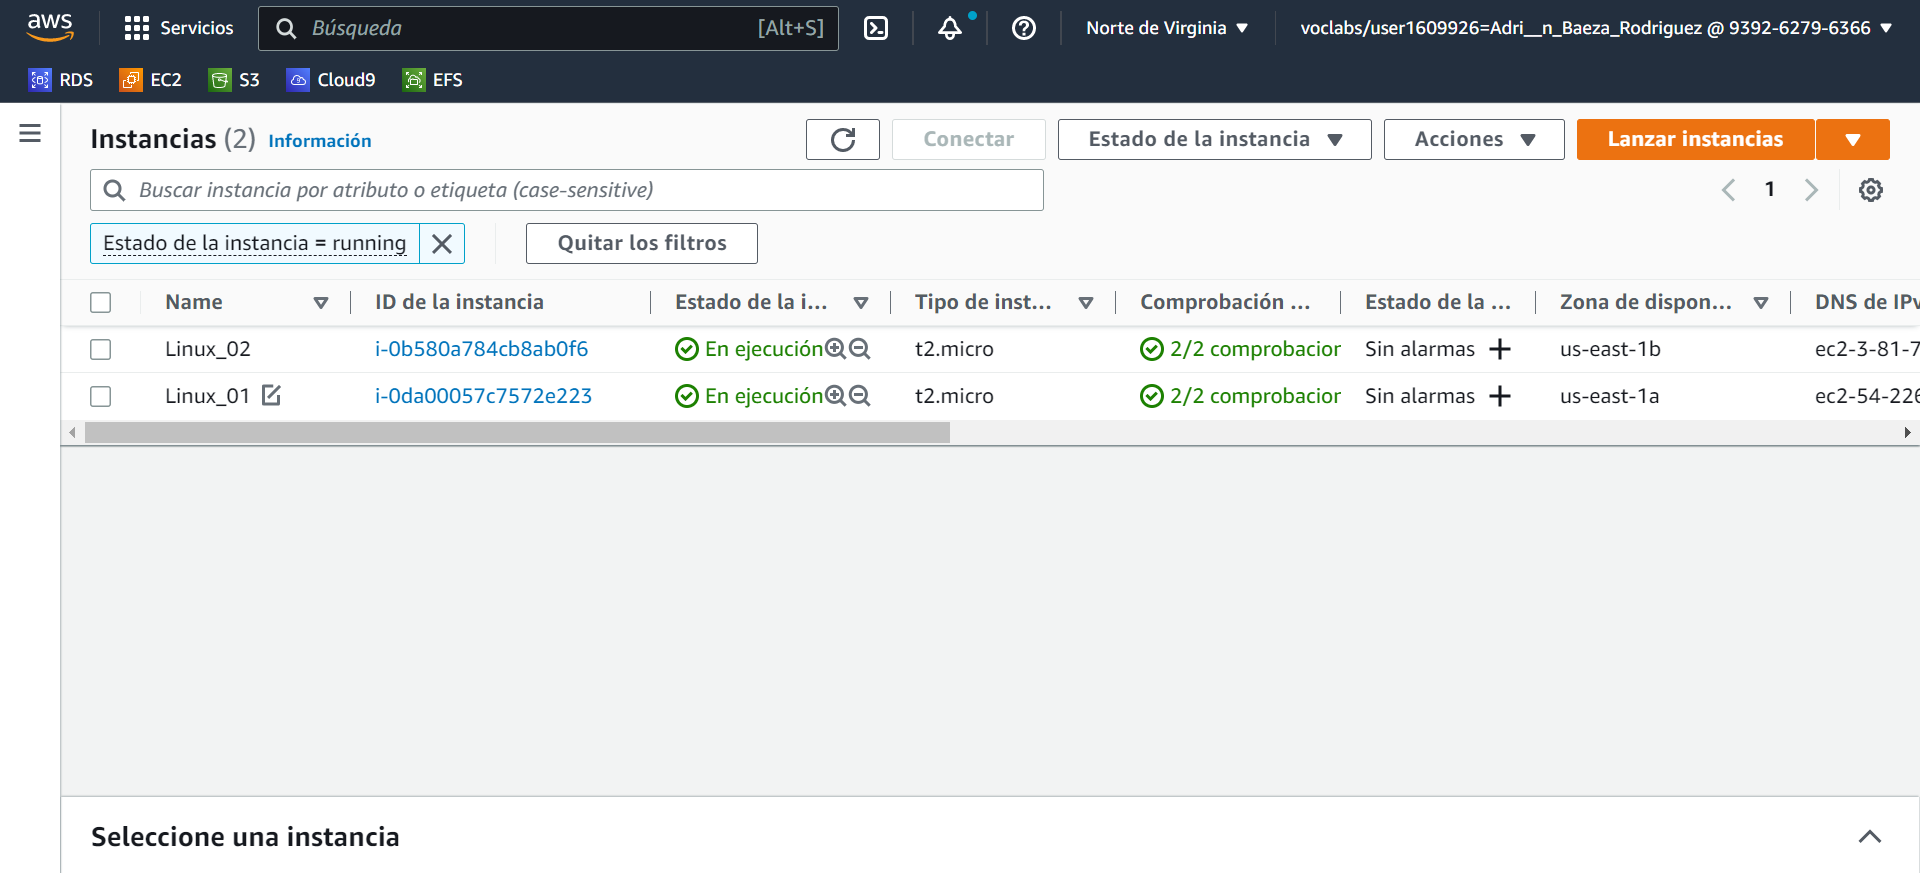 aws Servicios Búsqueda [Alt+S] Norte de Virginia voclabs/user1609926=Adri__n_Baeza_Rodriguez @ 9392-6279-6366
RDS EC2 S3 Cloud9 EFS
Instancias (2) Información Conectar Estado de la instancia Acciones Lanzar instancias
Buscar instancia por atributo o etiqueta (case-sensitive) 1
Estado de la instancia = running Quitar los filtros
Name ID de la instancia Estado de la i... Tipo de inst... Comprobación ... Estado de la ... Zona de dispon... DNS de IPv
Linux_02 i-0b580a784cb8ab0f6 En ejecución t2.micro 2/2 comprobacion Sin alarmas us-east-1b ec2-3-81-7
Linux_01 i-0da00057c7572e223 En ejecución t2.micro 2/2 comprobacion Sin alarmas us-east-1a ec2-54-226
Seleccione una instancia